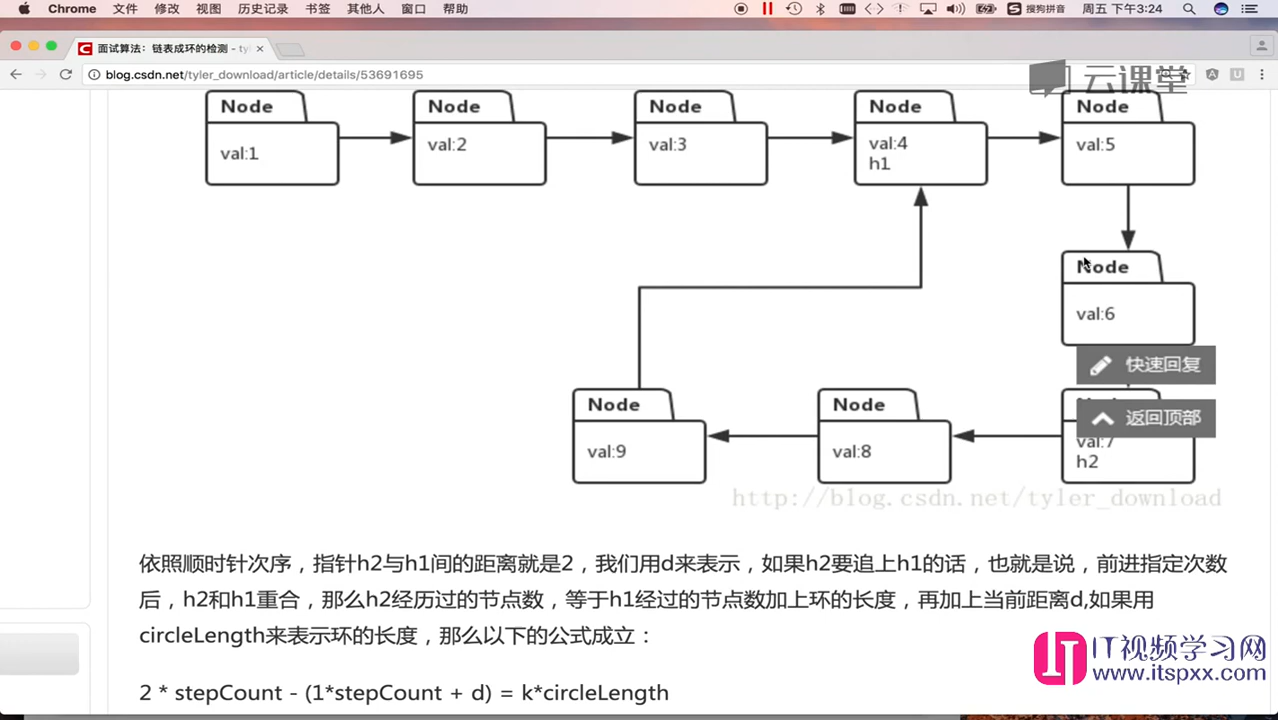 Chrome 文件 修改 视图 历史记录 书签 其他人 窗口 帮助 搜狗拼音 周五 下午3:24
面试算法：链表成环的检测 - tyl
blog.csdn.net/tyler_download/article/details/53691695
云课堂
Node Node Node Node Node
val:1 val:2 val:3 val:4 val:5
h1
Node
val:6
快速回复
Node Node
返回顶部
val:9 val:8 val:7
h2
http://blog.csdn.net/tyler_download
依照顺时针次序，指针h2与h1间的距离就是2，我们用d来表示，如果h2要追上h1的话，也就是说，前进指定次数
后，h2和h1重合，那么h2经历过的节点数，等于h1经过的节点数加上环的长度，再加上当前距离d,如果用
circleLength来表示环的长度，那么以下的公式成立：
IT视频学习网
www.itspxx.com
2 * stepCount - (1*stepCount + d) = k*circleLength